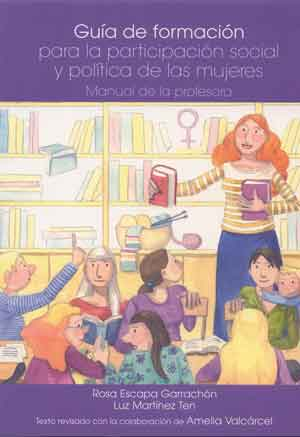 Guía de formación
para la participación social
y política de las mujeres
Manual de la profesora
Rosa Escapa Garrachón
Luz Martínez Ten
Texto revisado con la colaboración de Amelia Valcárcel